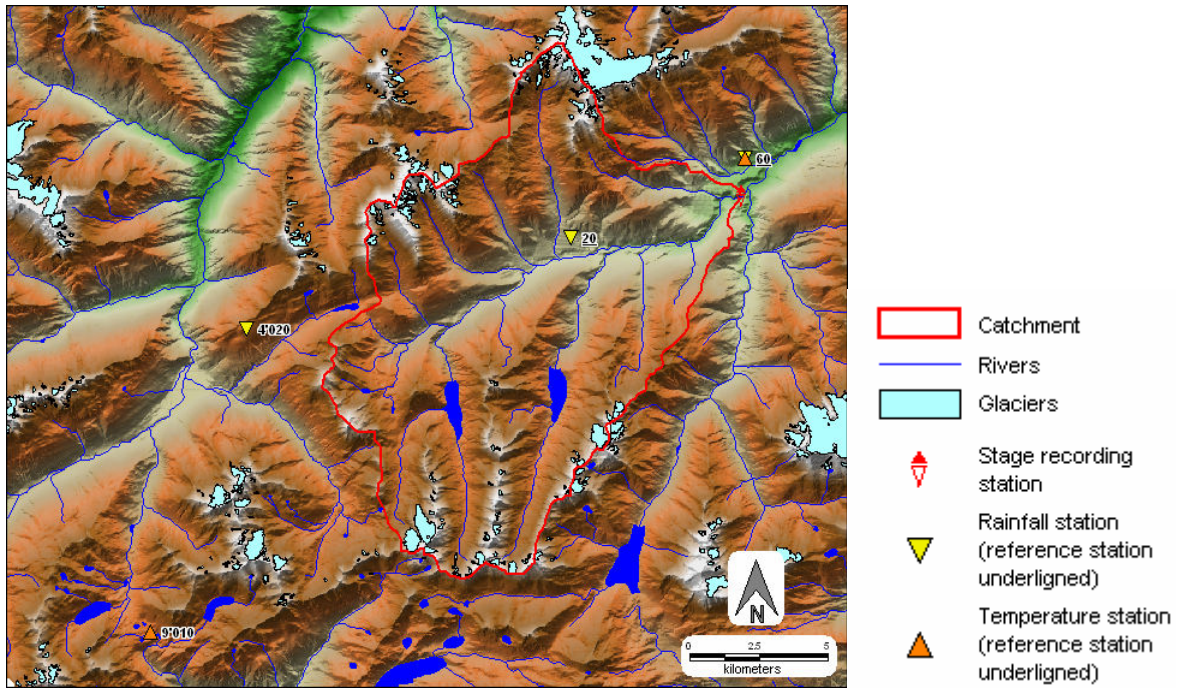 60
20
4'020
9'010
N
0 2.5 5
kilometers
Catchment
Rivers
Glaciers
Stage recording
station
Rainfall station
(reference station
underligned)
Temperature station
(reference station
underligned)